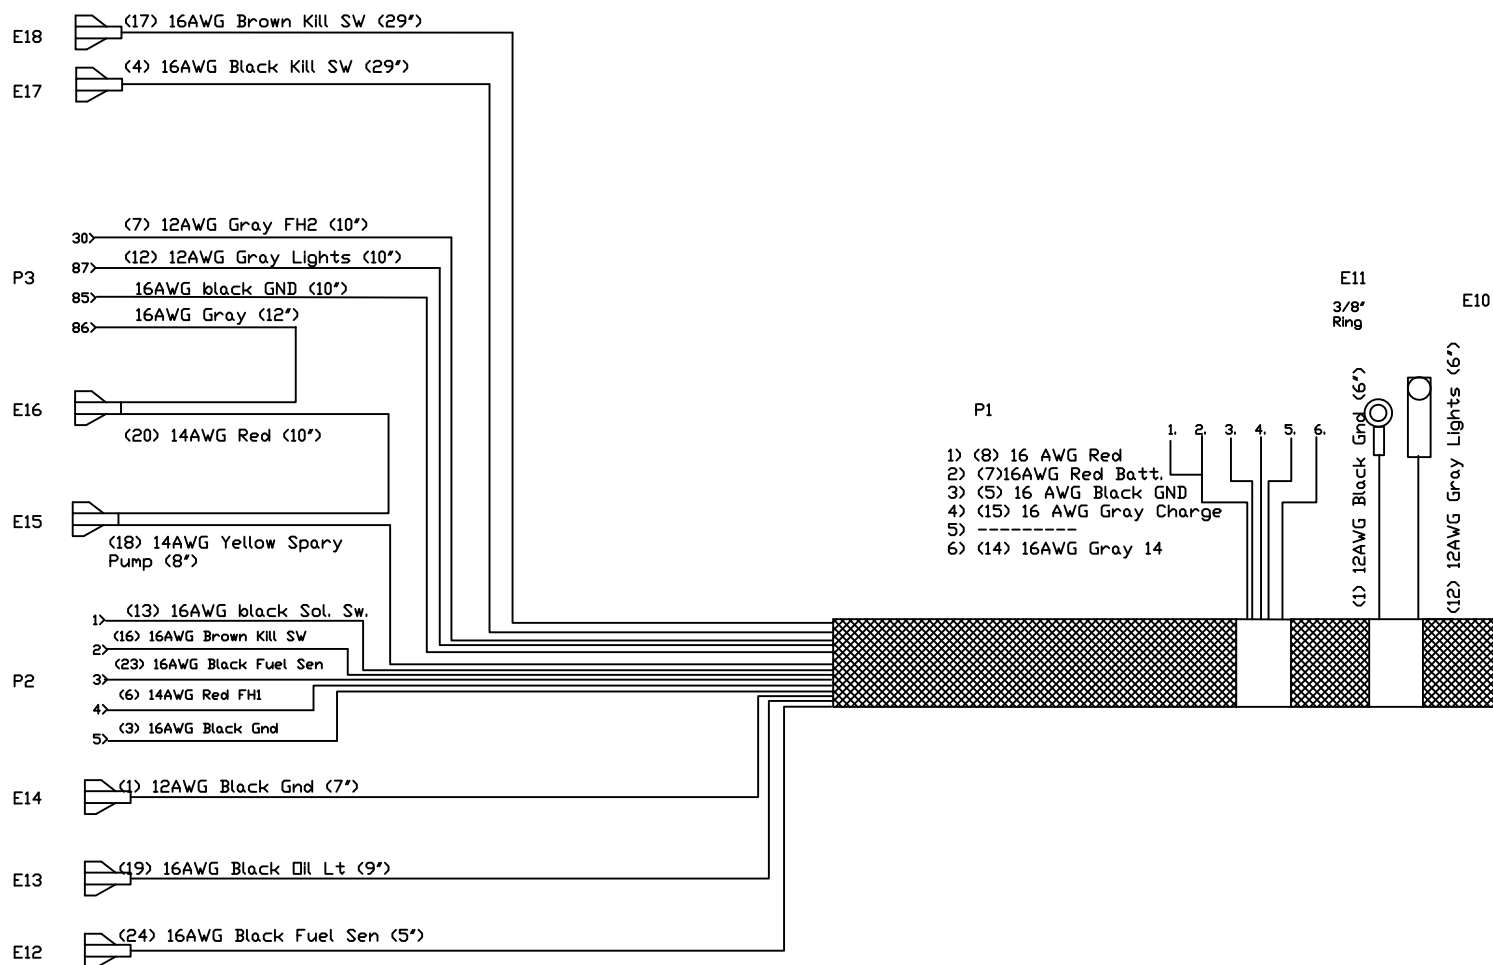 E18
(17) 16AWG Brown Kill SW (29")
E17
(4) 16AWG Black Kill SW (29")
P3
30
(7) 12AWG Gray FH2 (10")
87
(12) 12AWG Gray Lights (10")
85
16AWG black GND (10")
86
16AWG Gray (12")
E16
(20) 14AWG Red (10")
E15
(18) 14AWG Yellow Spary
Pump (8")
P2
1
(13) 16AWG black Sol. Sw.
2
(16) 16AWG Brown Kill SW
3
(23) 16AWG Black Fuel Sen
4
(6) 14AWG Red FH1
5
(3) 16AWG Black Gnd
E14
(1) 12AWG Black Gnd (7")
E13
(19) 16AWG Black Oil Lt (9")
E12
(24) 16AWG Black Fuel Sen (5")
P1
1) (8) 16 AWG Red
2) (7)16AWG Red Batt.
3) (5) 16 AWG Black GND
4) (15) 16 AWG Gray Charge
5) ---------
6) (14) 16AWG Gray 14
1. 2. 3. 4. 5. 6.
E11
3/8"
Ring
(1) 12AWG Black Gnd (6")
E10
(12) 12AWG Gray Lights (6")